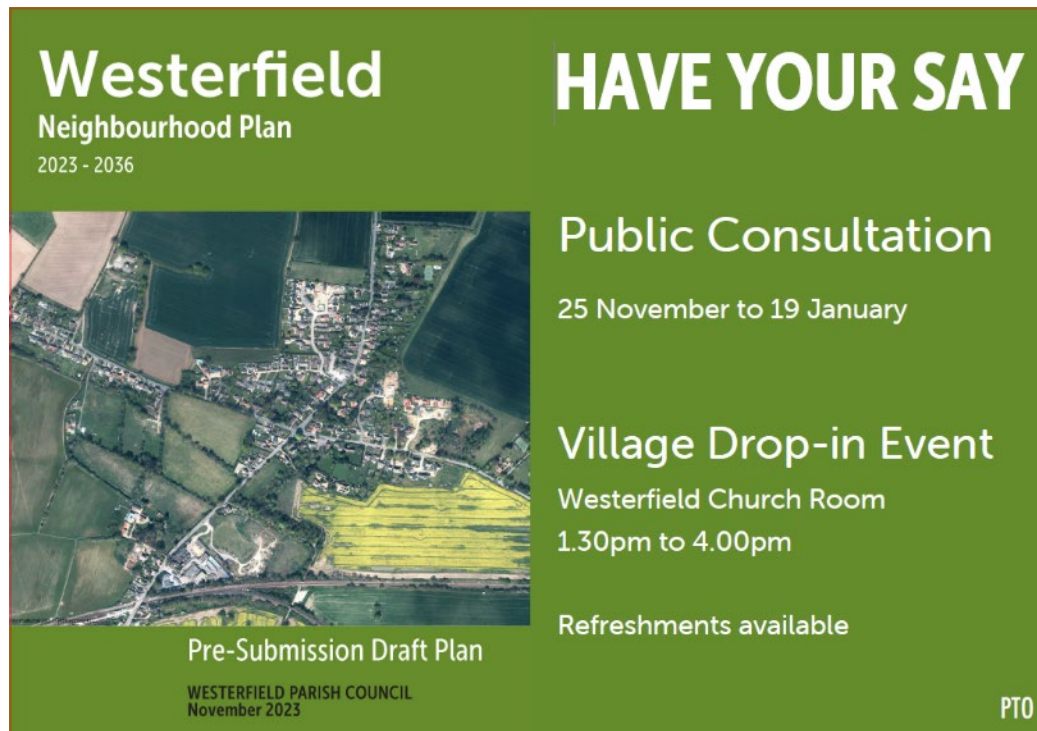 Westerfield
Neighbourhood Plan
2023 - 2036
Pre-Submission Draft Plan
WESTERFIELD PARISH COUNCIL
November 2023
HAVE YOUR SAY
Public Consultation
25 November to 19 January
Village Drop-in Event
Westerfield Church Room
1.30pm to 4.00pm
Refreshments available
PTO